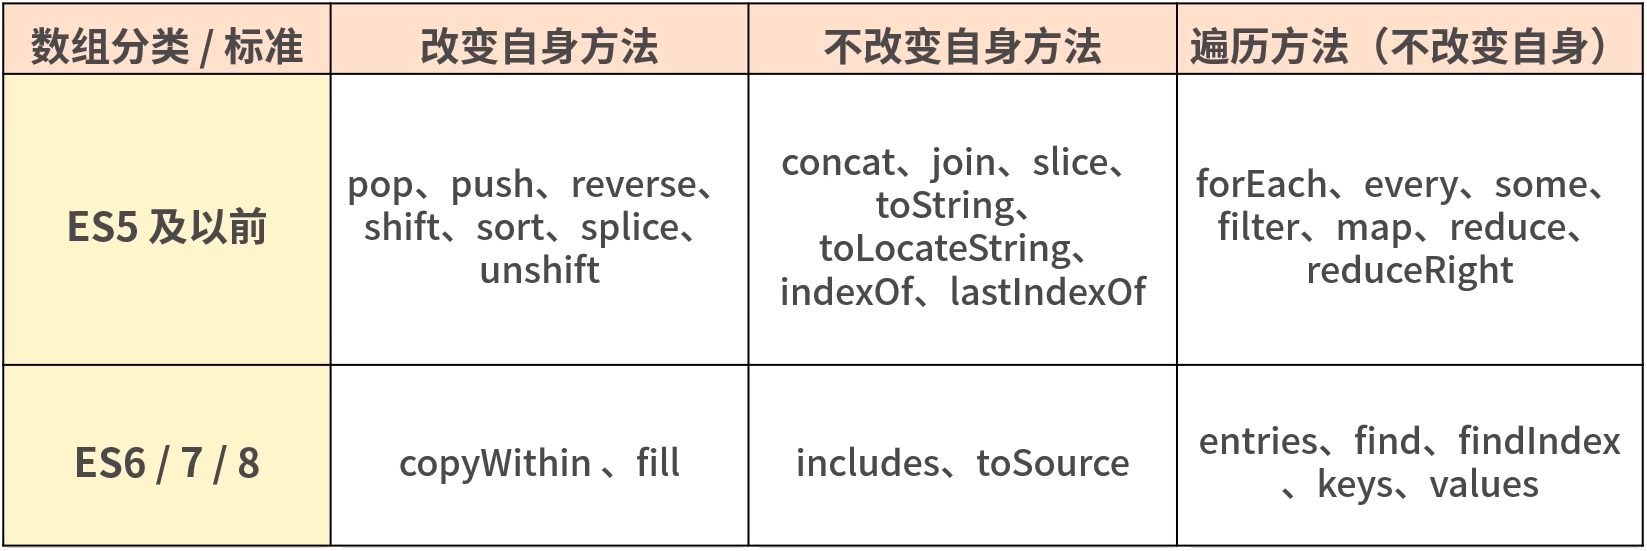 数组分类 / 标准
改变自身方法
不改变自身方法
遍历方法（不改变自身）
ES5 及以前
pop、push、reverse、
shift、sort、splice、
unshift
concat、join、slice、
toString、
toLocateString、
indexOf、lastIndexOf
forEach、every、some、
filter、map、reduce、
reduceRight
ES6 / 7 / 8
copyWithin 、fill
includes、toSource
entries、find、findIndex
、keys、values